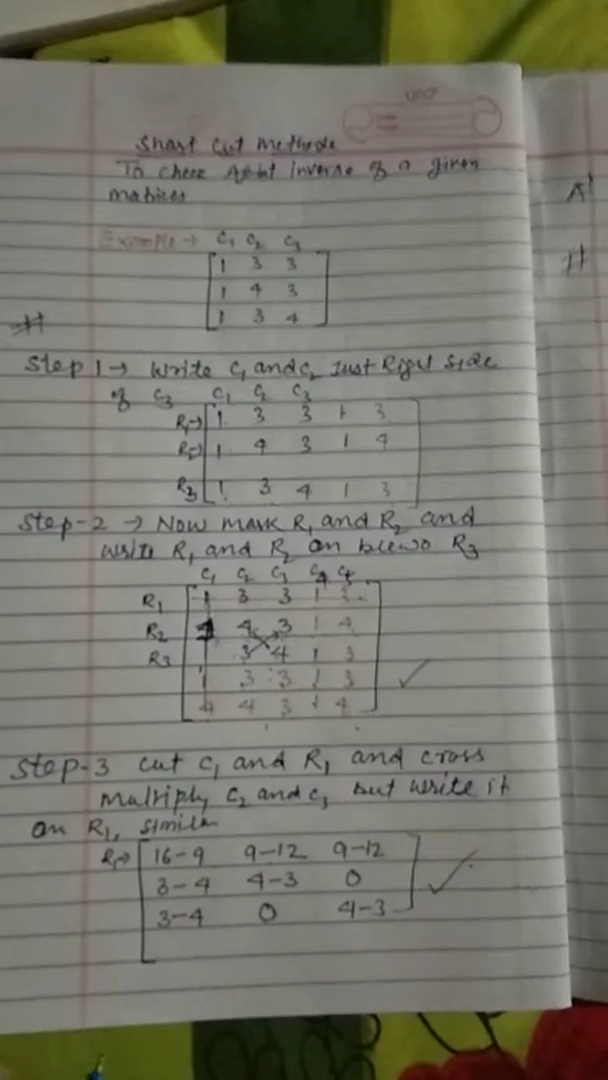 Short Cut Methode
To check Ajoint inverse of a given
matrices
Example→ C₁ C₂ C₃
1 3 3
1 4 3
1 3 4
Step 1→ Write C₁ and C₂ Just Right side
of C₃ C₁ C₂ C₃
R₁→ 1 3 3 1 3
R₂→ 1 4 3 1 4
R₃ 1 3 4 1 3
Step-2 → Now mark R₁ and R₂ and
write R₁ and R₂ on blewo R₃
C₁ C₂ C₃ C₄ C₅
R₁ 1 3 3 1 3
R₂ 1 4 3 1 4
R₃ 1 3 4 1 3
1 3 3 1 3
4 3 1 4
Step-3 cut C₁ and R₁ and cross
multiply C₂ and C₃ but write it
on R₁, similar
R₁→ 16-9 9-12 9-12
3-4 4-3 0
3-4 0 4-3